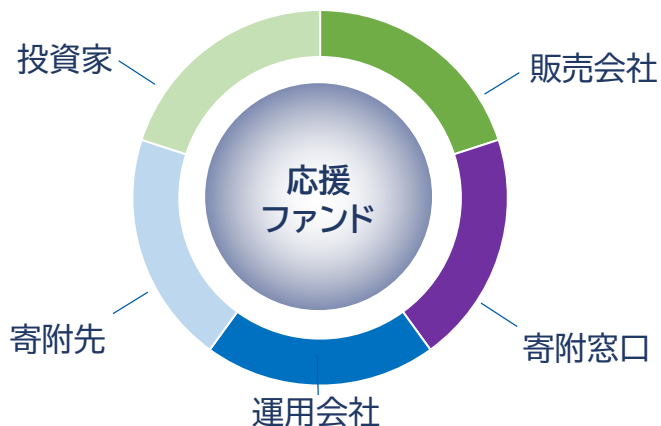 投資家
販売会社
応援
ファンド
寄附先
寄附窓口
運用会社